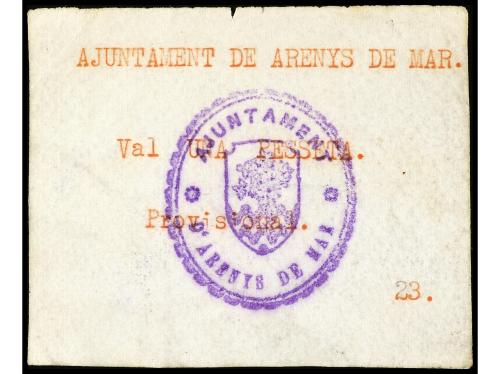 AJUNTAMENT DE ARENYS DE MAR.
Val UNA PESSETA.
Provisional.
23.
AJUNTAMENT
D'ARENYS DE MAR